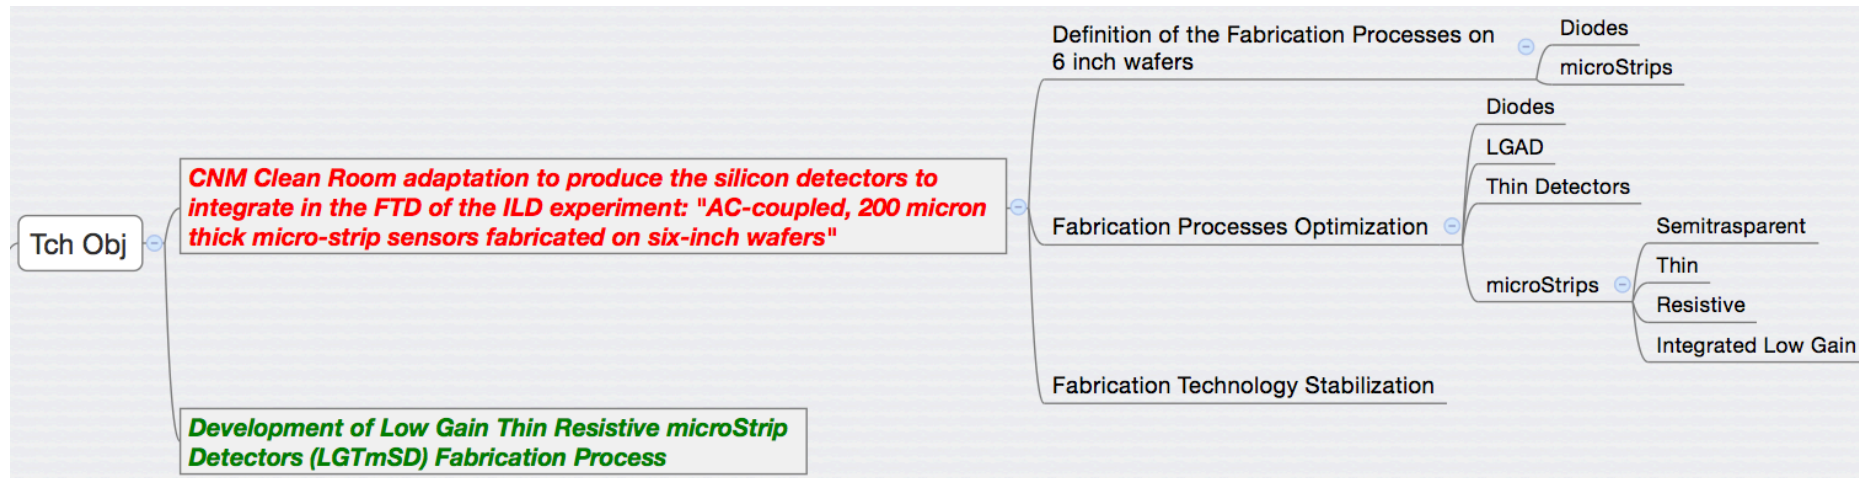 Tch Obj
CNM Clean Room adaptation to produce the silicon detectors to
integrate in the FTD of the ILD experiment: "AC-coupled, 200 micron
thick micro-strip sensors fabricated on six-inch wafers"
Definition of the Fabrication Processes on
6 inch wafers
Diodes
microStrips
Fabrication Processes Optimization
Diodes
LGAD
Thin Detectors
microStrips
Semitrasparent
Thin
Resistive
Integrated Low Gain
Fabrication Technology Stabilization
Development of Low Gain Thin Resistive microStrip
Detectors (LGTmSD) Fabrication Process